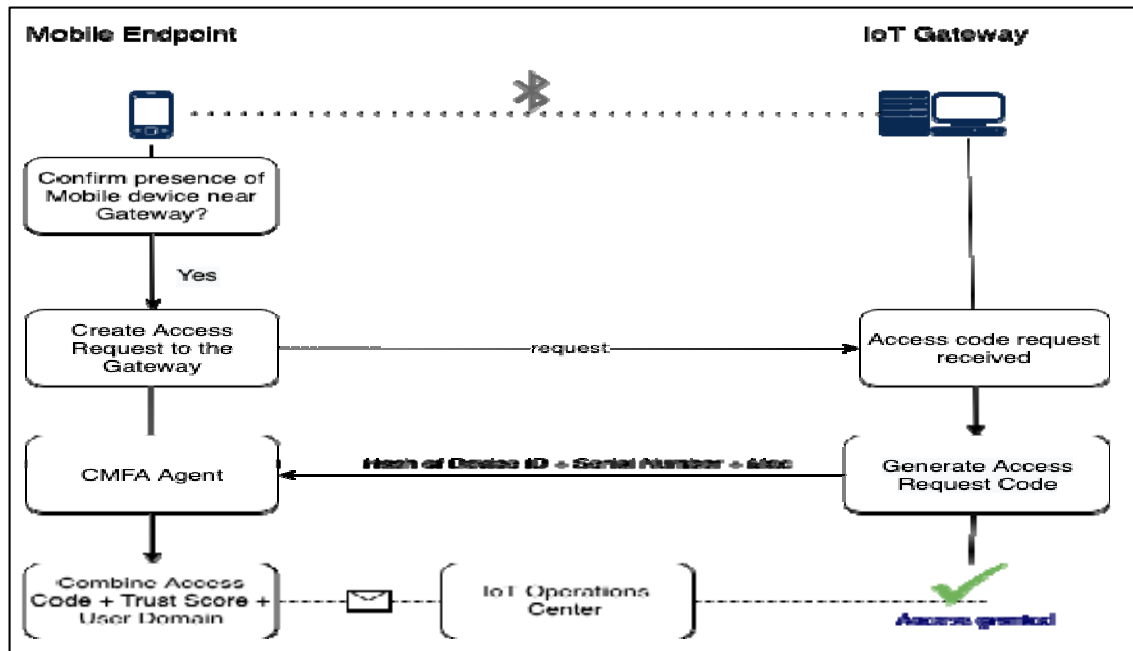 Mobile Endpoint
IoT Gateway
Confirm presence of
Mobile device near
Gateway?
Yes
Create Access
Request to the
Gateway
request
Access code request
received
CMFA Agent
Hash of Device ID + Serial Number + Mac
Generate Access
Request Code
Combine Access
Code + Trust Score +
User Domain
IoT Operations
Center
Access granted